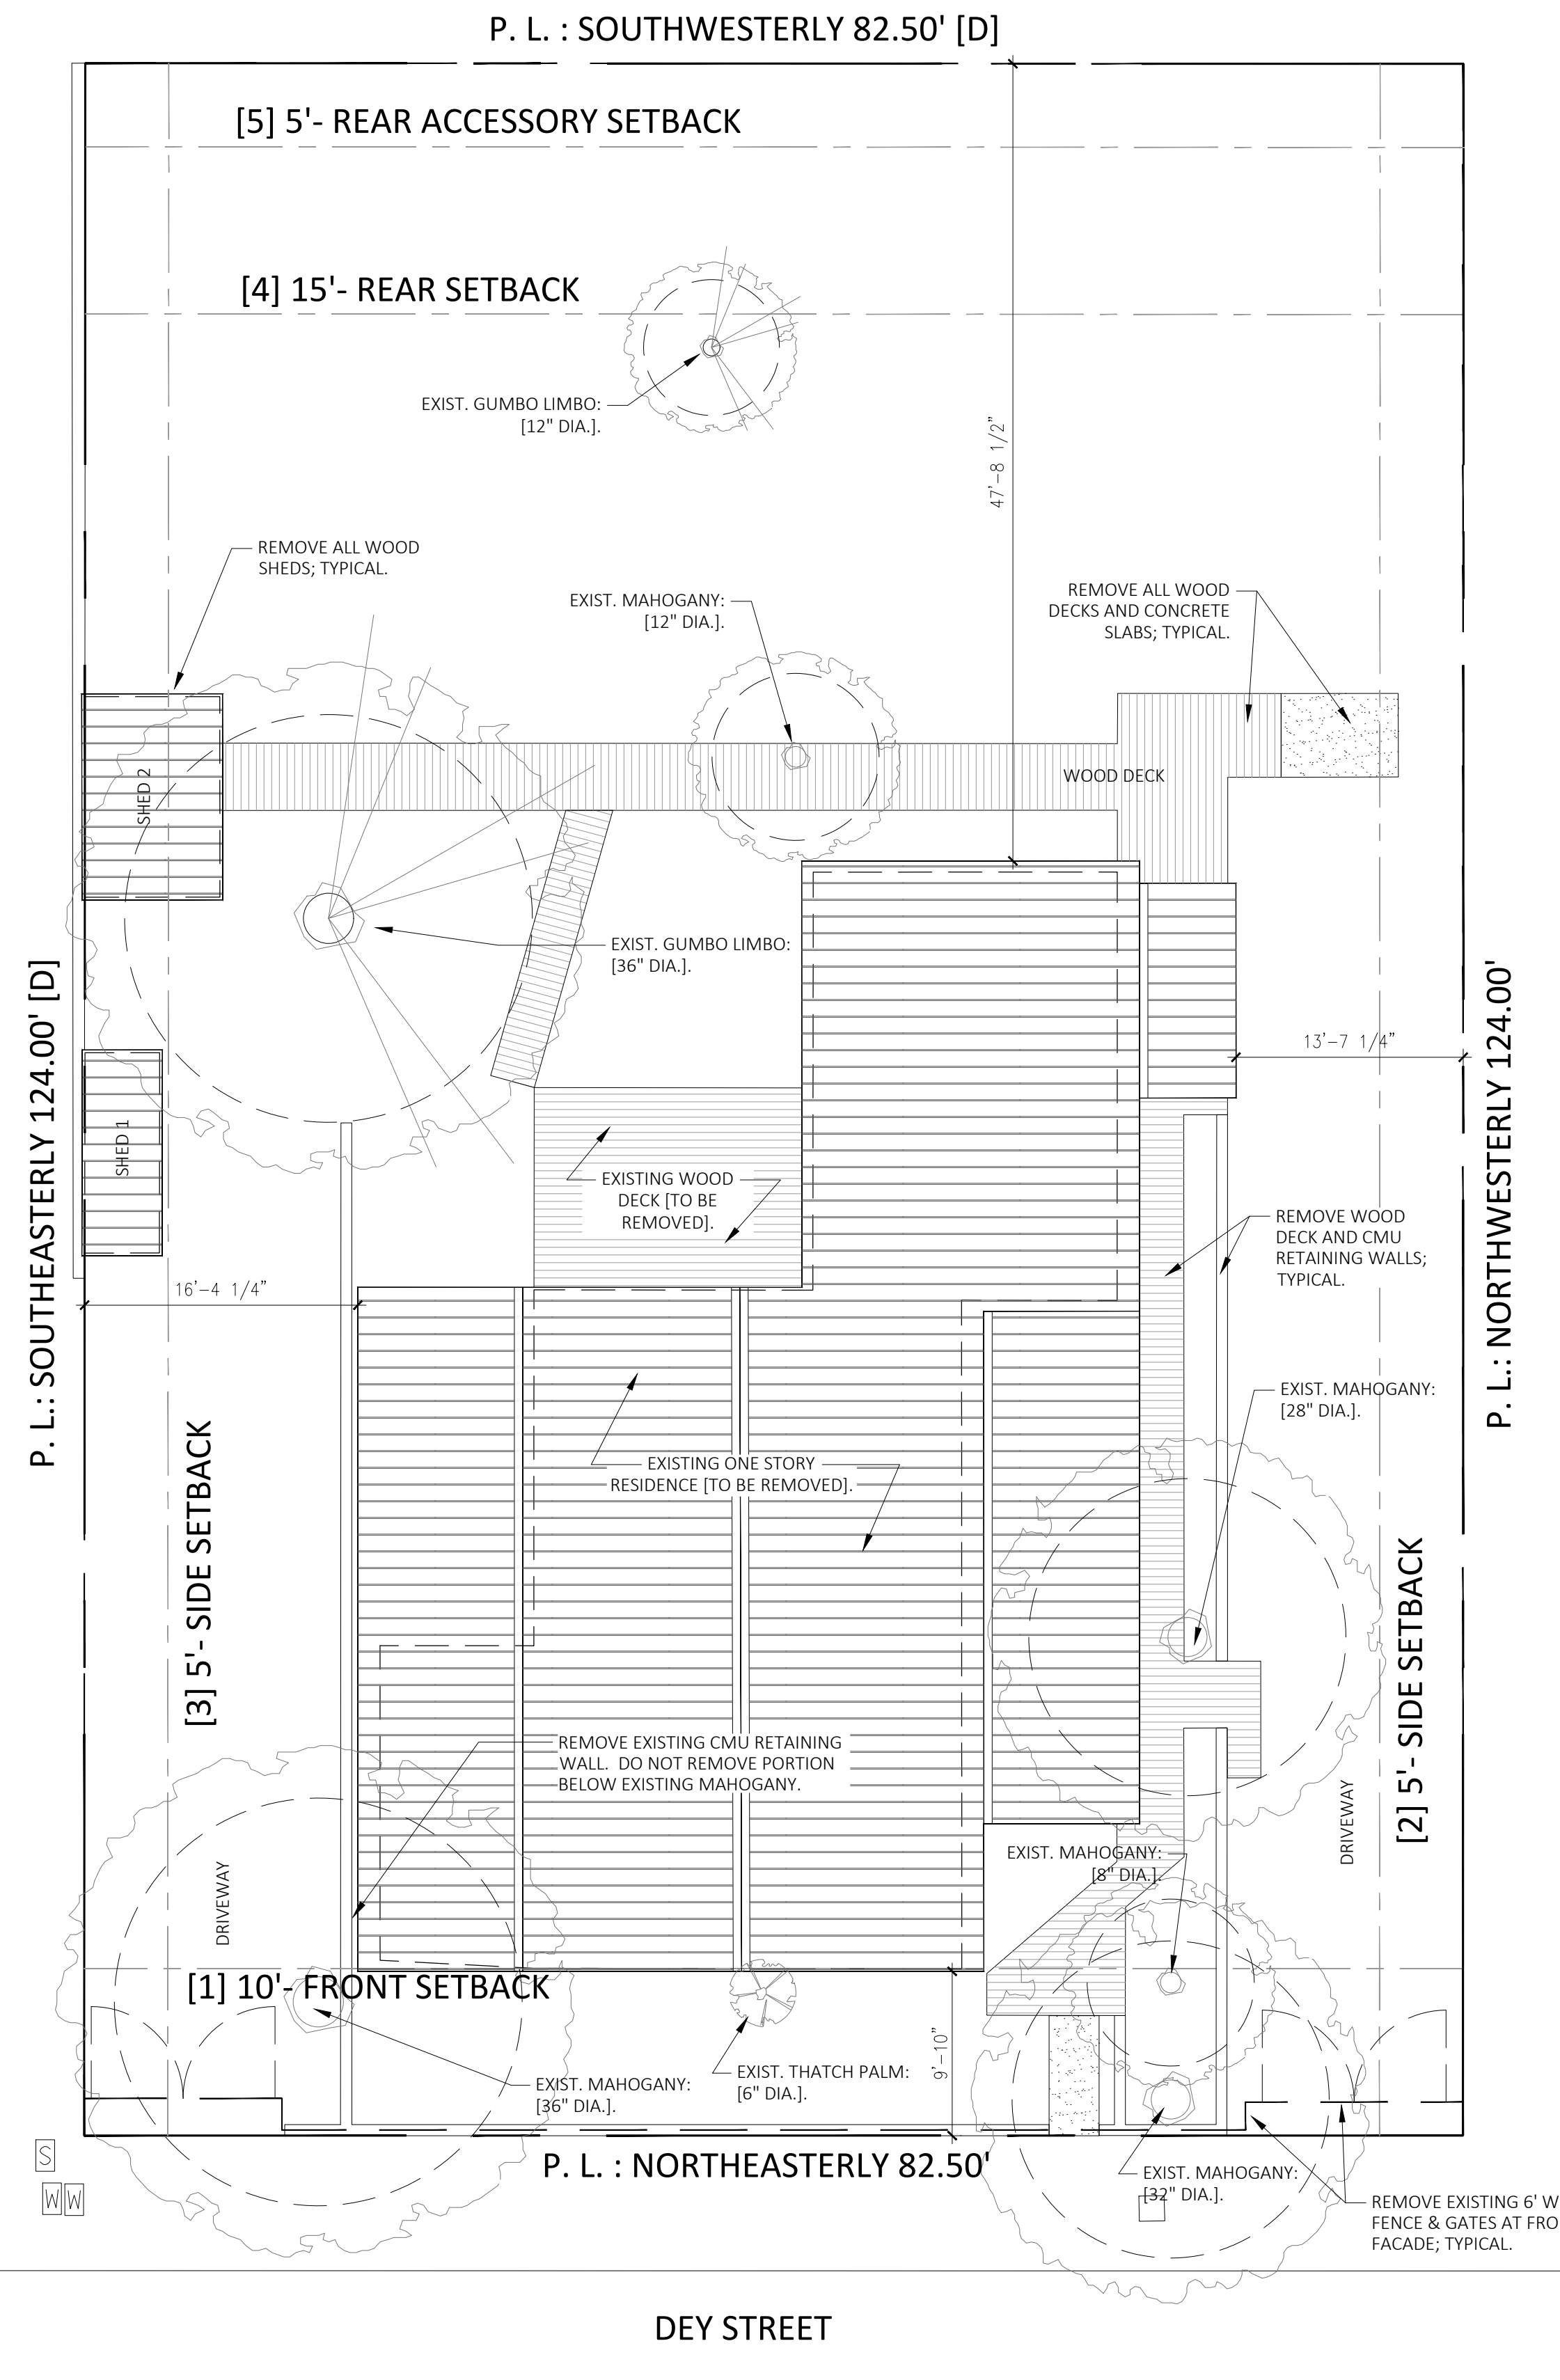 P. L. : SOUTHWESTERLY 82.50' [D]
[5] 5'- REAR ACCESSORY SETBACK
[4] 15'- REAR SETBACK
EXIST. GUMBO LIMBO:
[12" DIA.].
47'-8 1/2"
REMOVE ALL WOOD
SHEDS; TYPICAL.
EXIST. MAHOGANY:
[12" DIA.].
REMOVE ALL WOOD
DECKS AND CONCRETE
SLABS; TYPICAL.
SHED 2
WOOD DECK
EXIST. GUMBO LIMBO:
[36" DIA.].
P. L.: SOUTHEASTERLY 124.00' [D]
P. L.: NORTHWESTERLY 124.00'
13'-7 1/4"
SHED 1
EXISTING WOOD
DECK [TO BE
REMOVED].
REMOVE WOOD
DECK AND CMU
RETAINING WALLS;
TYPICAL.
16'-4 1/4"
EXIST. MAHOGANY:
[28" DIA.].
EXISTING ONE STORY
RESIDENCE [TO BE REMOVED].
[3] 5'- SIDE SETBACK
[2] 5'- SIDE SETBACK
REMOVE EXISTING CMU RETAINING
WALL. DO NOT REMOVE PORTION
BELOW EXISTING MAHOGANY.
DRIVEWAY
DRIVEWAY
EXIST. MAHOGANY:
[8" DIA.].
[1] 10'- FRONT SETBACK
9'-10"
EXIST. THATCH PALM:
[6" DIA.].
EXIST. MAHOGANY:
[36" DIA.].
S
W W
P. L. : NORTHEASTERLY 82.50'
EXIST. MAHOGANY:
[32" DIA.].
REMOVE EXISTING 6' W
FENCE & GATES AT FRO
FACADE; TYPICAL.
DEY STREET